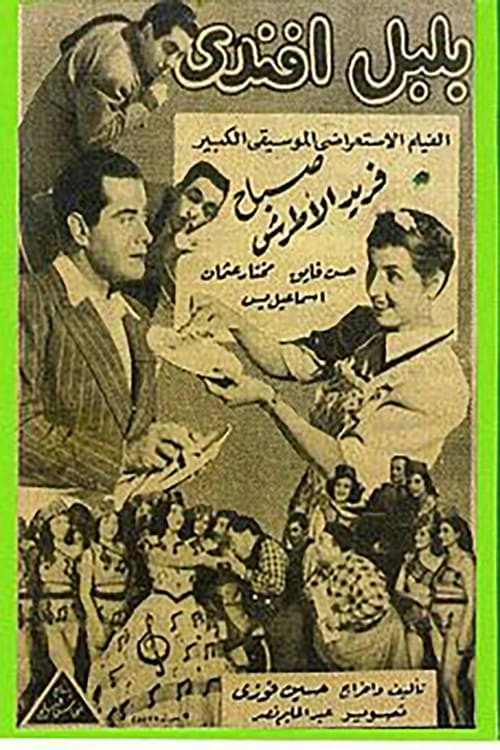 بلبل افندى
الفيلم الاستعراضى الموسيقى الكبير
صباح
فريد الأطرش
حسن فايق مختار عثمان
اسماعيل يس
تأليف واخراج حسين فوزى
تصوير عبد الحليم نصر